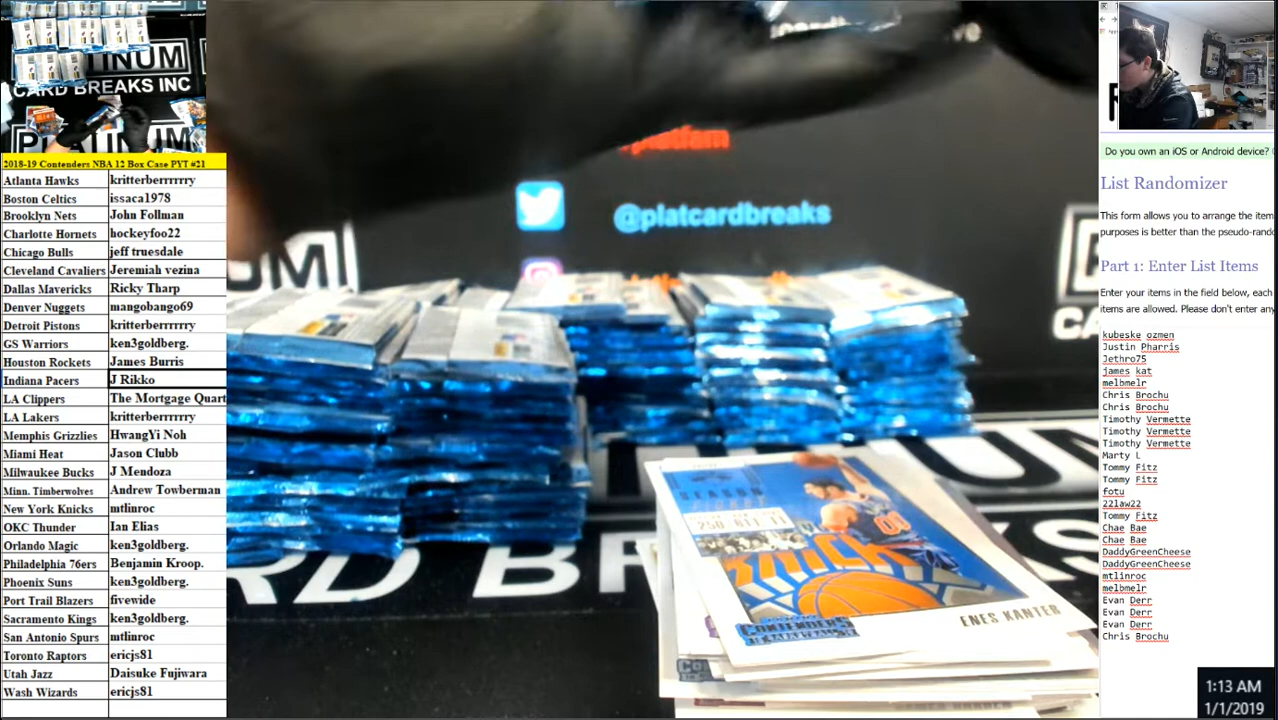 TINUM
CARD BREAKS INC
PLATINUM
2018-19 Contenders NBA 12 Box Case PYT #21
Atlanta Hawks kritterberrrrrry
Boston Celtics issaca1978
Brooklyn Nets John Follman
Charlotte Hornets hockeyfoo22
Chicago Bulls jeff truesdale
Cleveland Cavaliers Jeremiah vezina
Dallas Mavericks Ricky Tharp
Denver Nuggets mangobango69
Detroit Pistons kritterberrrrrry
GS Warriors ken3goldberg.
Houston Rockets James Burris
Indiana Pacers J Rikko
LA Clippers The Mortgage Quart
LA Lakers kritterberrrrrry
Memphis Grizzlies HwangYi Noh
Miami Heat Jason Clubb
Milwaukee Bucks J Mendoza
Minn. Timberwolves Andrew Towberman
New York Knicks mtlinroc
OKC Thunder Ian Elias
Orlando Magic ken3goldberg.
Philadelphia 76ers Benjamin Kroop.
Phoenix Suns ken3goldberg.
Port Trail Blazers fivewide
Sacramento Kings ken3goldberg.
San Antonio Spurs mtlinroc
Toronto Raptors ericjs81
Utah Jazz Daisuke Fujiwara
Wash Wizards ericjs81
platfam
@platcardbreaks
UM
CA
NUM
RD BR
SEASON
00
ENES KANTER
CONTENDERS
Do you own an iOS or Android device?
List Randomizer
This form allows you to arrange the item
purposes is better than the pseudo-rando
Part 1: Enter List Items
Enter your items in the field below, each
items are allowed. Please don't enter any
kubeske ozmen
Justin Pharris
Jethro75
james kat
melbmelr
Chris Brochu
Chris Brochu
Timothy Vermette
Timothy Vermette
Timothy Vermette
Marty L
Tommy Fitz
Tommy Fitz
fotu
22law22
Tommy Fitz
Chae Bae
Chae Bae
DaddyGreenCheese
DaddyGreenCheese
mtlinroc
melbmelr
Evan Derr
Evan Derr
Evan Derr
Chris Brochu
1:13 AM
1/1/2019